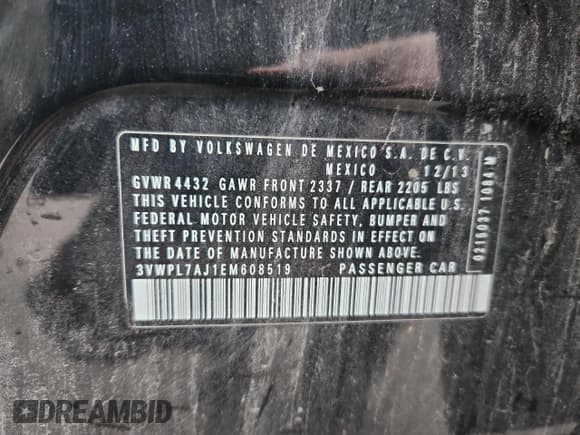 MFD BY VOLKSWAGEN DE MEXICO S.A. DE C.V.
MEXICO 12/13
GVWR 4432 GAWR FRONT 2337 / REAR 2205 LBS
THIS VEHICLE CONFORMS TO ALL APPLICABLE U.S.
FEDERAL MOTOR VEHICLE SAFETY, BUMPER AND
THEFT PREVENTION STANDARDS IN EFFECT ON
THE DATE OF MANUFACTURE SHOWN ABOVE.
3VWPL7AJ1EM608519 PASSENGER CAR
0215037 1084 M
DREAMBID